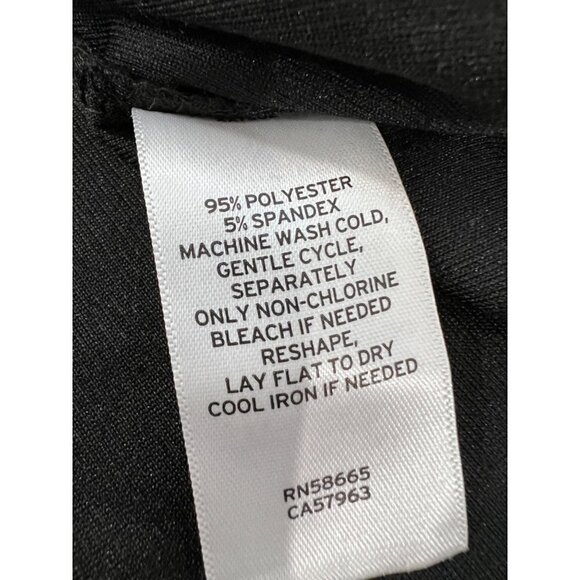 95% POLYESTER
5% SPANDEX
MACHINE WASH COLD,
GENTLE CYCLE,
SEPARATELY
ONLY NON-CHLORINE
BLEACH IF NEEDED
RESHAPE,
LAY FLAT TO DRY
COOL IRON IF NEEDED
RN58665
CA57963